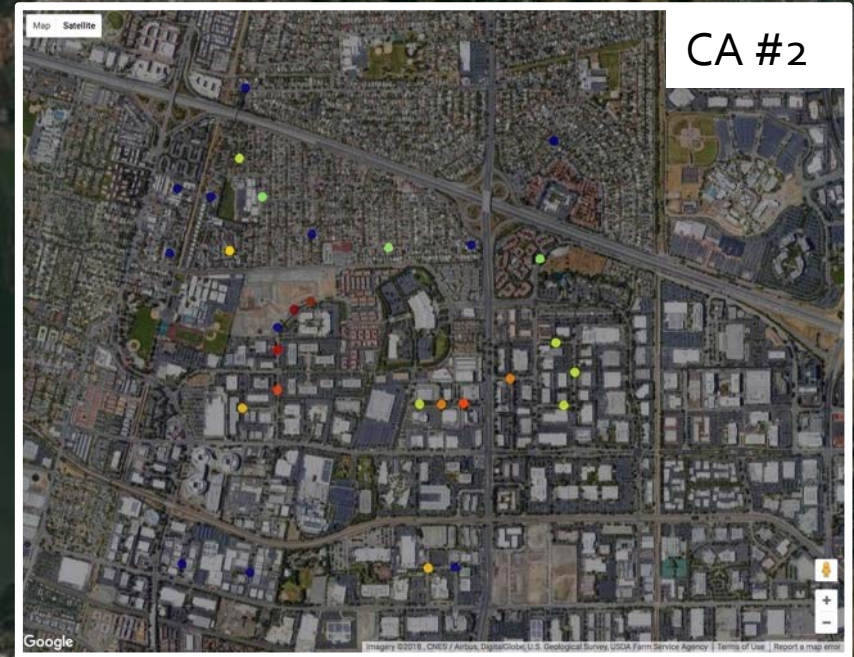 Map Satellite
CA #2
+
−
Google
Imagery ©2018, CNES / Airbus, DigitalGlobe, U.S. Geological Survey, USDA Farm Service Agency Terms of Use Report a map error